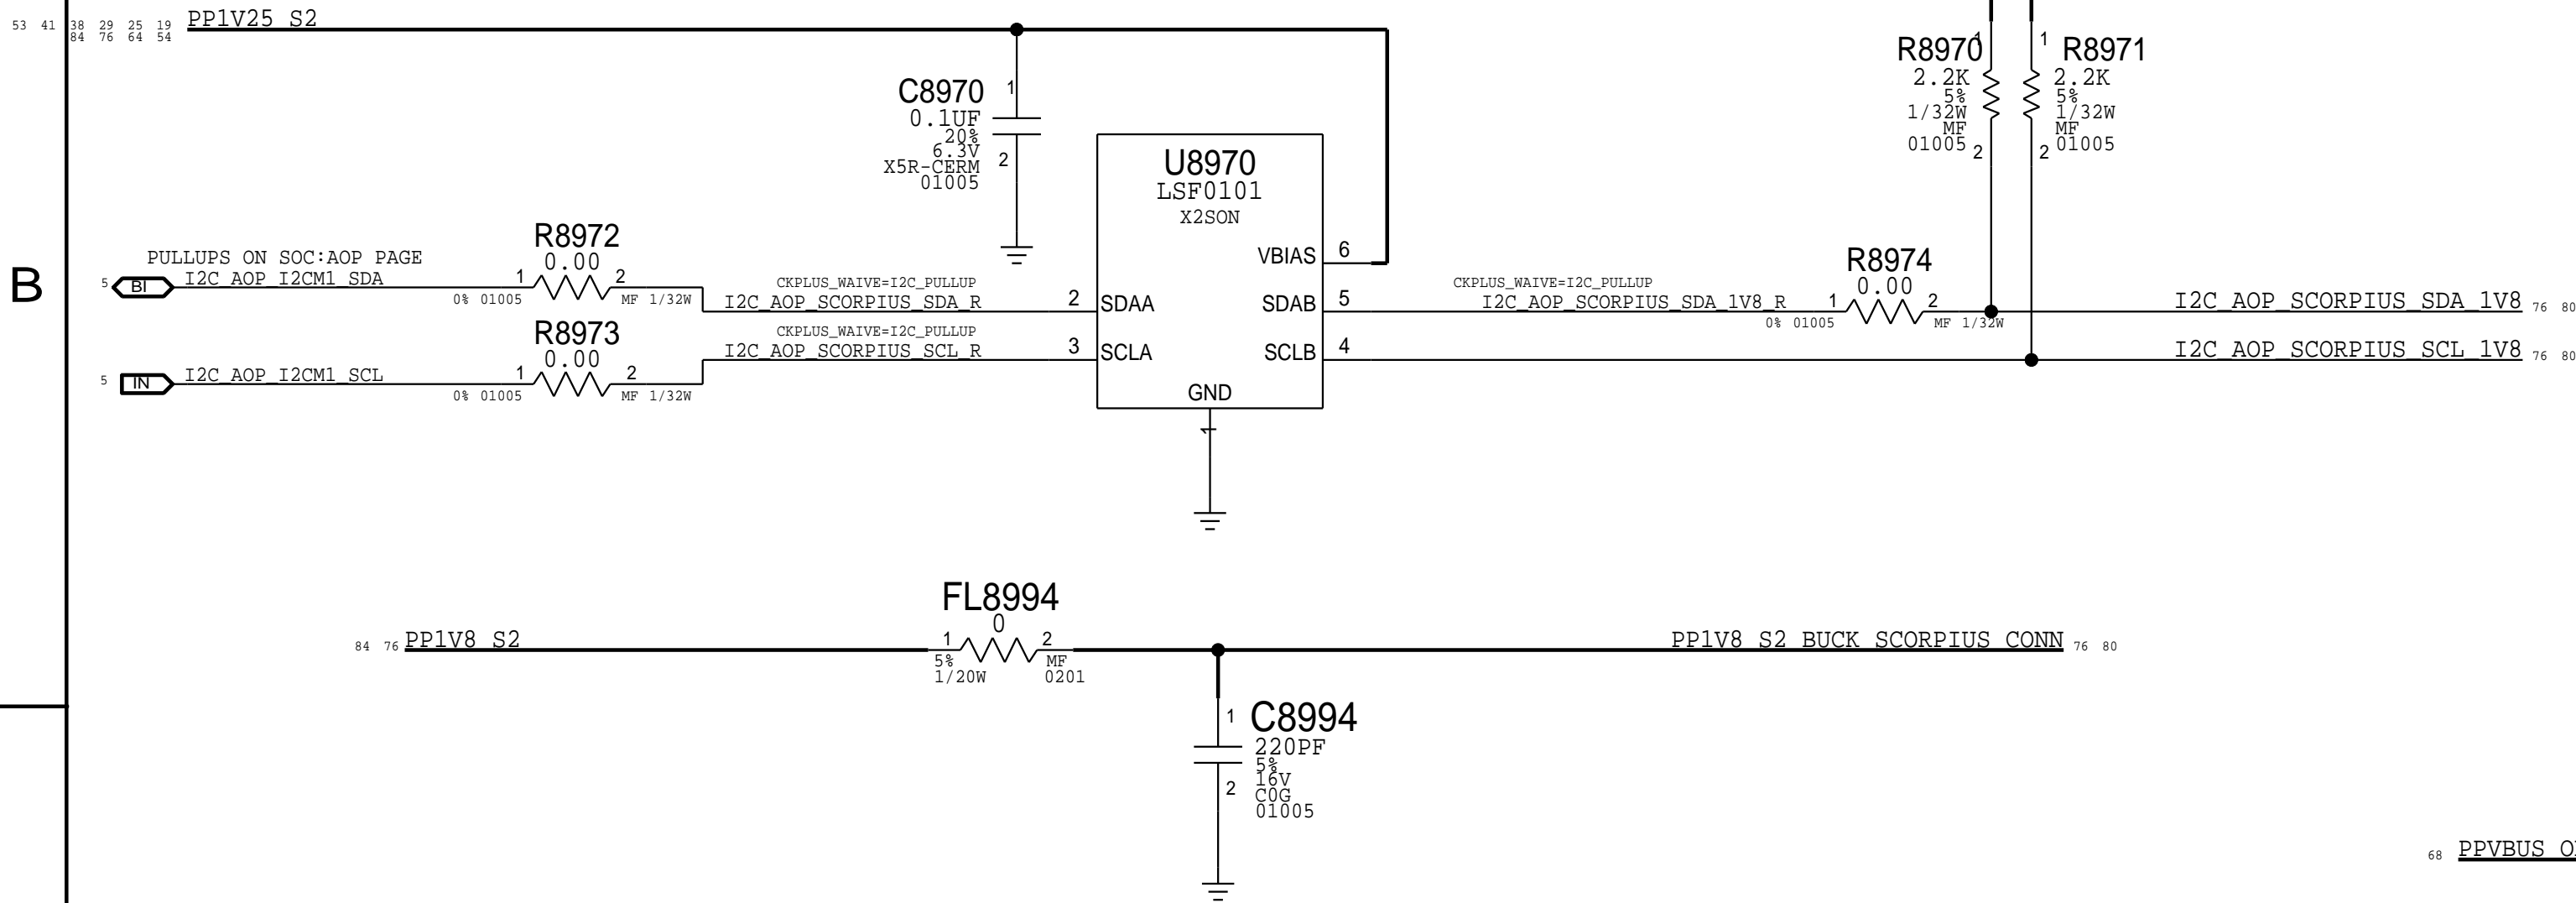 PP1V25_S2
53 41 38 29 25 19
84 76 64 54
C8970
0.1UF
20%
6.3V
X5R-CERM
01005
1
2
R8970
2.2K
5%
1/32W
MF
01005
1
2
R8971
2.2K
5%
1/32W
MF
01005
1
2
U8970
LSF0101
X2SON
VBIAS 6
2 SDAA
SDAB 5
3 SCLA
SCLB 4
GND
1
B
PULLUPS ON SOC:AOP PAGE
5 BI I2C_AOP_I2CM1_SDA
R8972
0.00
1 2
0% 01005
MF 1/32W
CKPLUS_WAIVE=I2C_PULLUP
I2C_AOP_SCORPIUS_SDA_R
5 IN I2C_AOP_I2CM1_SCL
R8973
0.00
1 2
0% 01005
MF 1/32W
CKPLUS_WAIVE=I2C_PULLUP
I2C_AOP_SCORPIUS_SCL_R
CKPLUS_WAIVE=I2C_PULLUP
I2C_AOP_SCORPIUS_SDA_1V8_R
R8974
0.00
1 2
0% 01005
MF 1/32W
I2C_AOP_SCORPIUS_SDA_1V8 76 80
I2C_AOP_SCORPIUS_SCL_1V8 76 80
84 76 PP1V8_S2
FL8994
0
1 2
5%
1/20W
MF
0201
PP1V8_S2_BUCK_SCORPIUS_CONN 76 80
C8994
220PF
5%
16V
C0G
01005
1
2
68